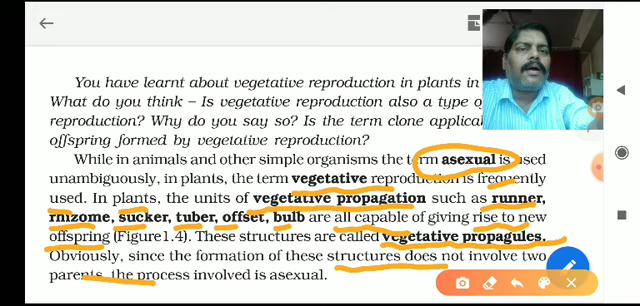 You have learnt about vegetative reproduction in plants in
What do you think – Is vegetative reproduction also a type of
reproduction? Why do you say so? Is the term clone applica
offspring formed by vegetative reproduction?
While in animals and other simple organisms the term asexual is used
unambiguously, in plants, the term vegetative reproduction is frequently
used. In plants, the units of vegetative propagation such as runner,
rhizome, sucker, tuber, offset, bulb are all capable of giving rise to new
offspring (Figure1.4). These structures are called vegetative propagules.
Obviously, since the formation of these structures does not involve two
parents, the process involved is asexual.